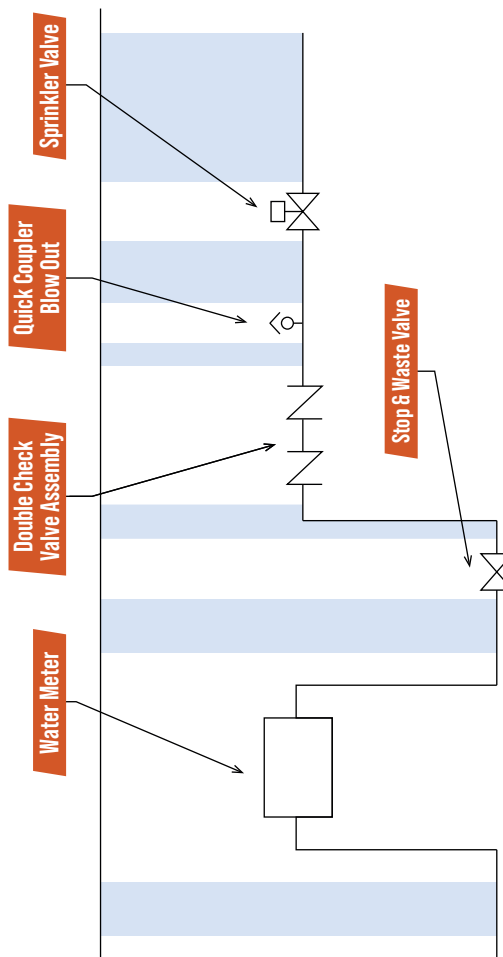 Water Meter
Double Check
Valve Assembly
Quick Coupler
Blow Out
Sprinkler Valve
Stop & Waste Valve